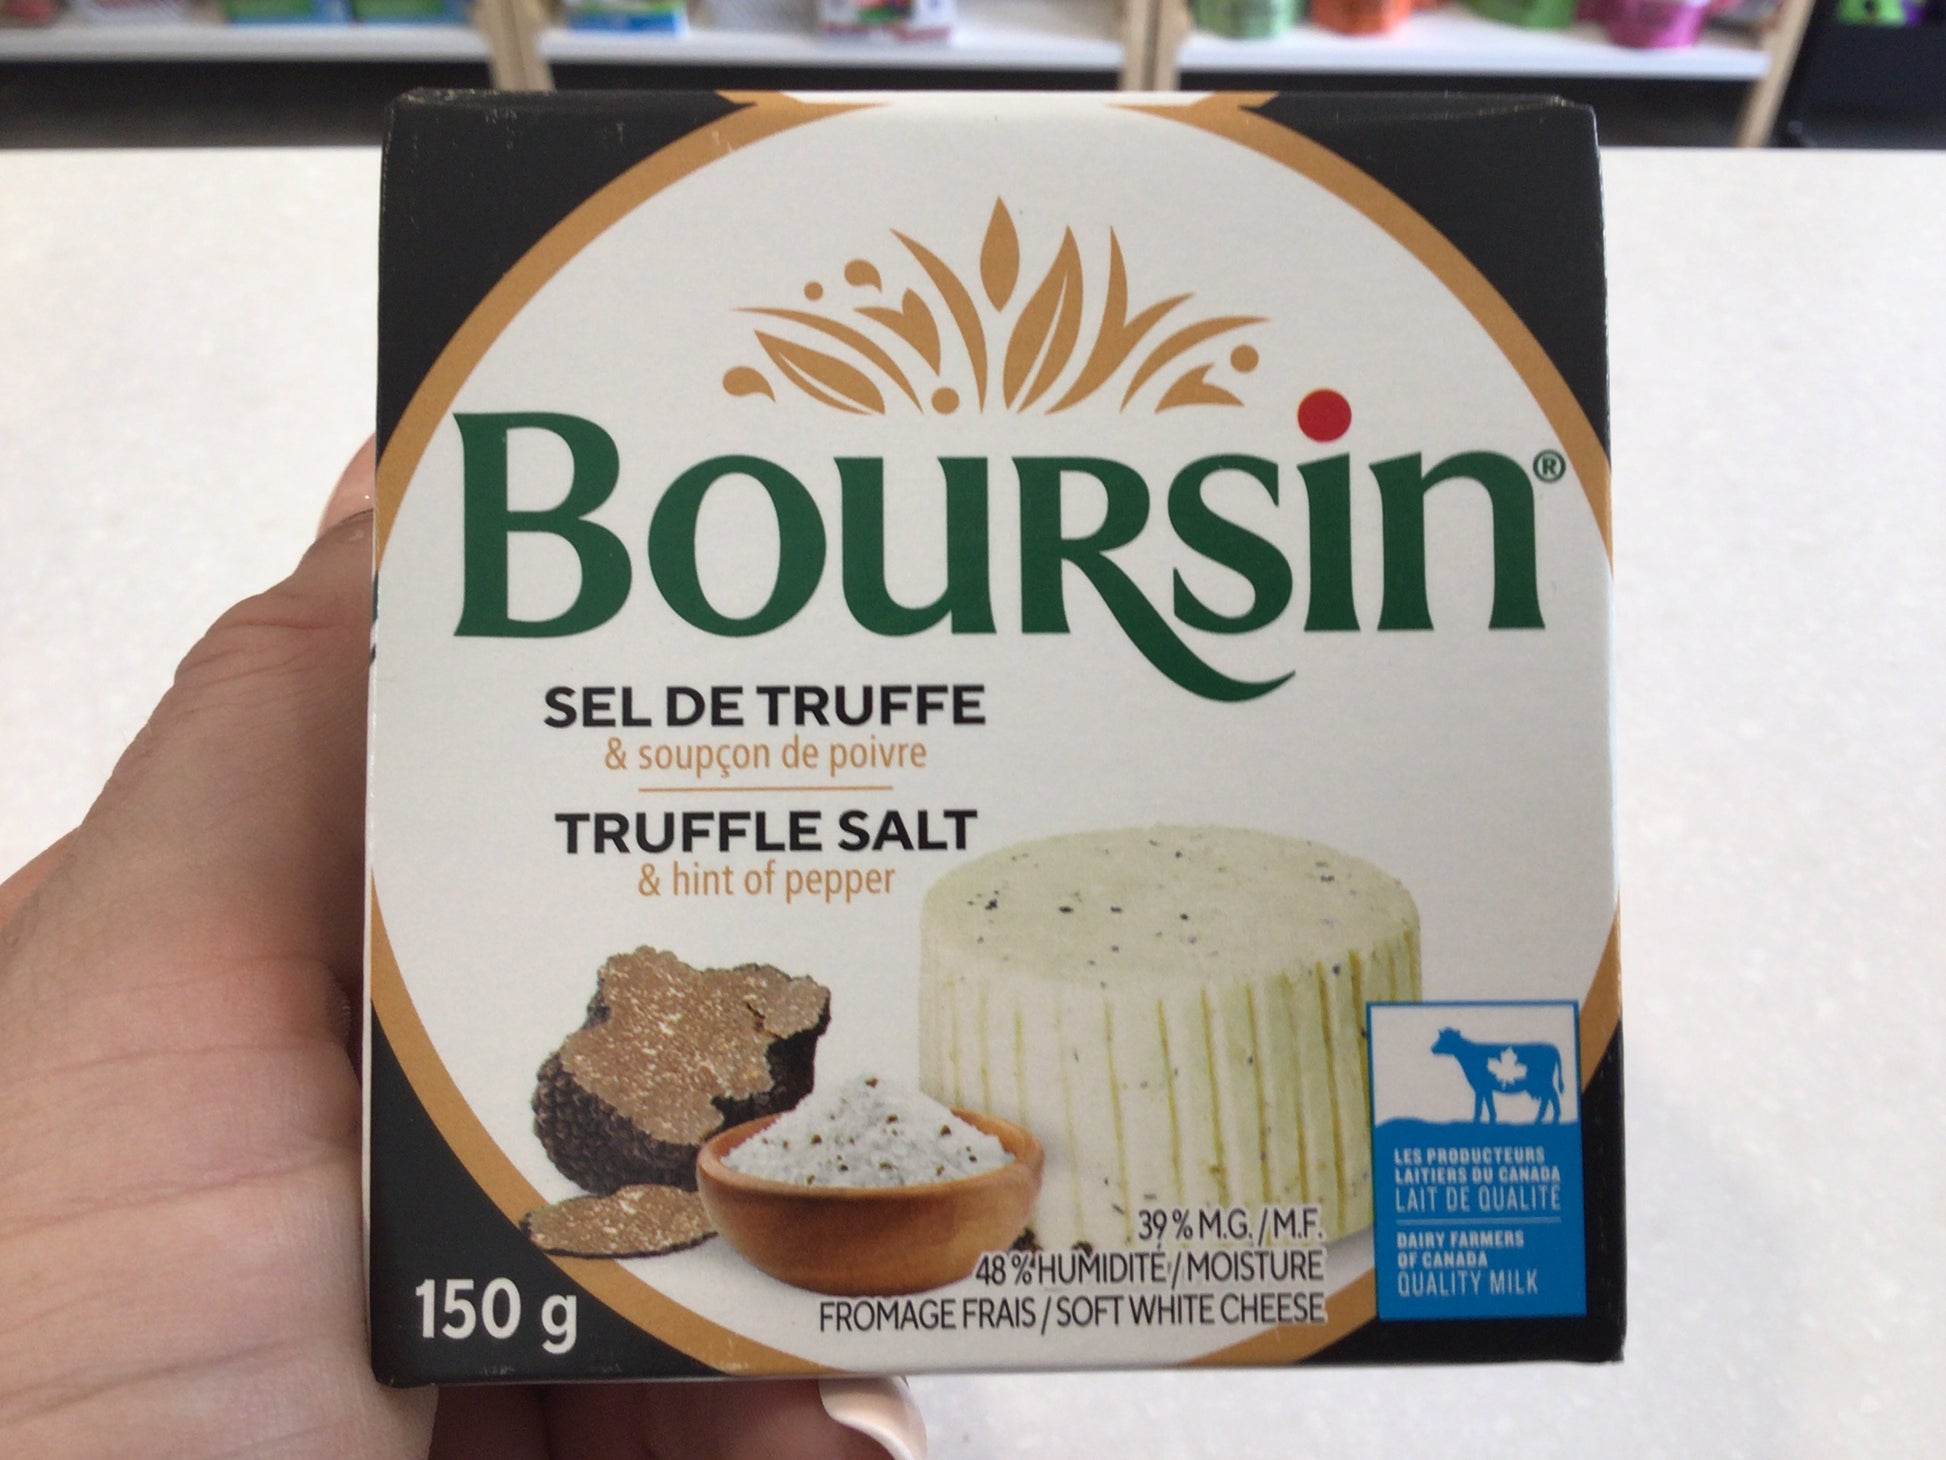 BOURSIN®
SEL DE TRUFFE
& soupçon de poivre
TRUFFLE SALT
& hint of pepper
39 % M.G. / M.F.
48 % HUMIDITÉ / MOISTURE
FROMAGE FRAIS / SOFT WHITE CHEESE
150 g
LES PRODUCTEURS
LAITIERS DU CANADA
LAIT DE QUALITÉ
DAIRY FARMERS
OF CANADA
QUALITY MILK